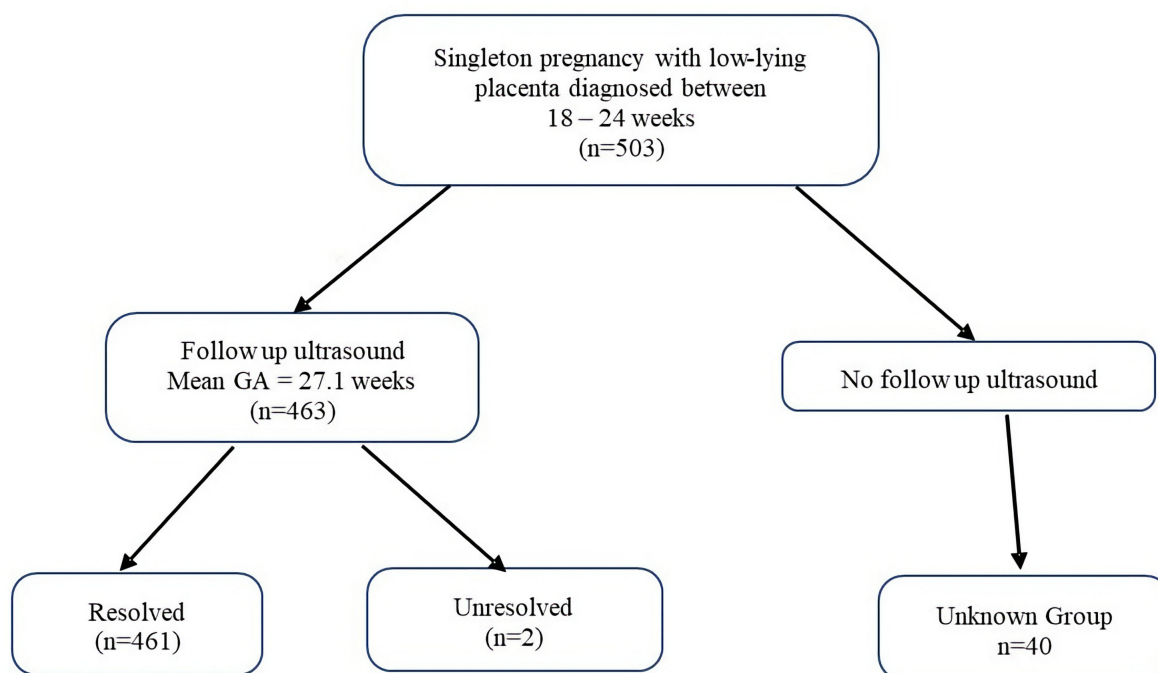 Singleton pregnancy with low-lying
placenta diagnosed between
18 – 24 weeks
(n=503)
Follow up ultrasound
Mean GA = 27.1 weeks
(n=463)
No follow up ultrasound
Resolved
(n=461)
Unresolved
(n=2)
Unknown Group
n=40